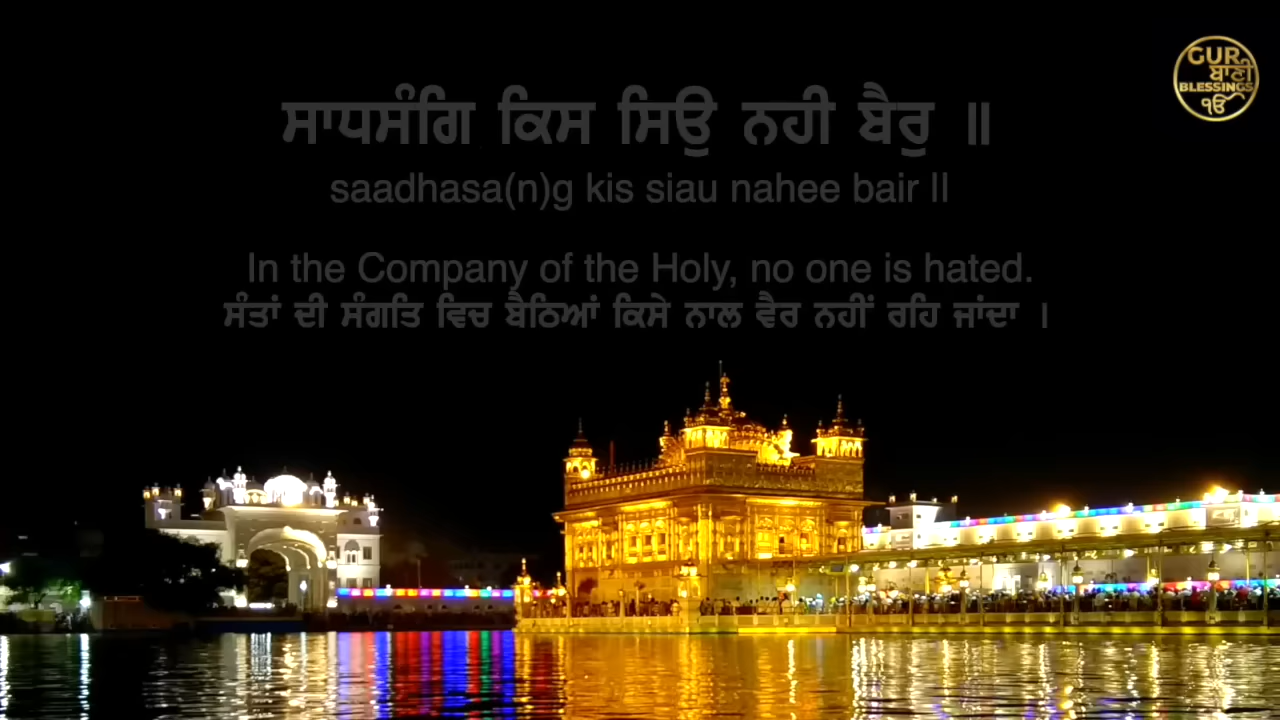 ਸਾਧਸੰਗਿ ਕਿਸ ਸਿਉ ਨਹੀ ਬੈਰੁ ॥
saadhasa(n)g kis siau nahee bair ||
In the Company of the Holy, no one is hated.
ਸੰਤਾਂ ਦੀ ਸੰਗਤਿ ਵਿਚ ਬੈਠਿਆਂ ਕਿਸੇ ਨਾਲ ਵੈਰ ਨਹੀਂ ਰਹਿ ਜਾਂਦਾ ।
GUR
ਬਾਣੀ
BLESSINGS
ੴ